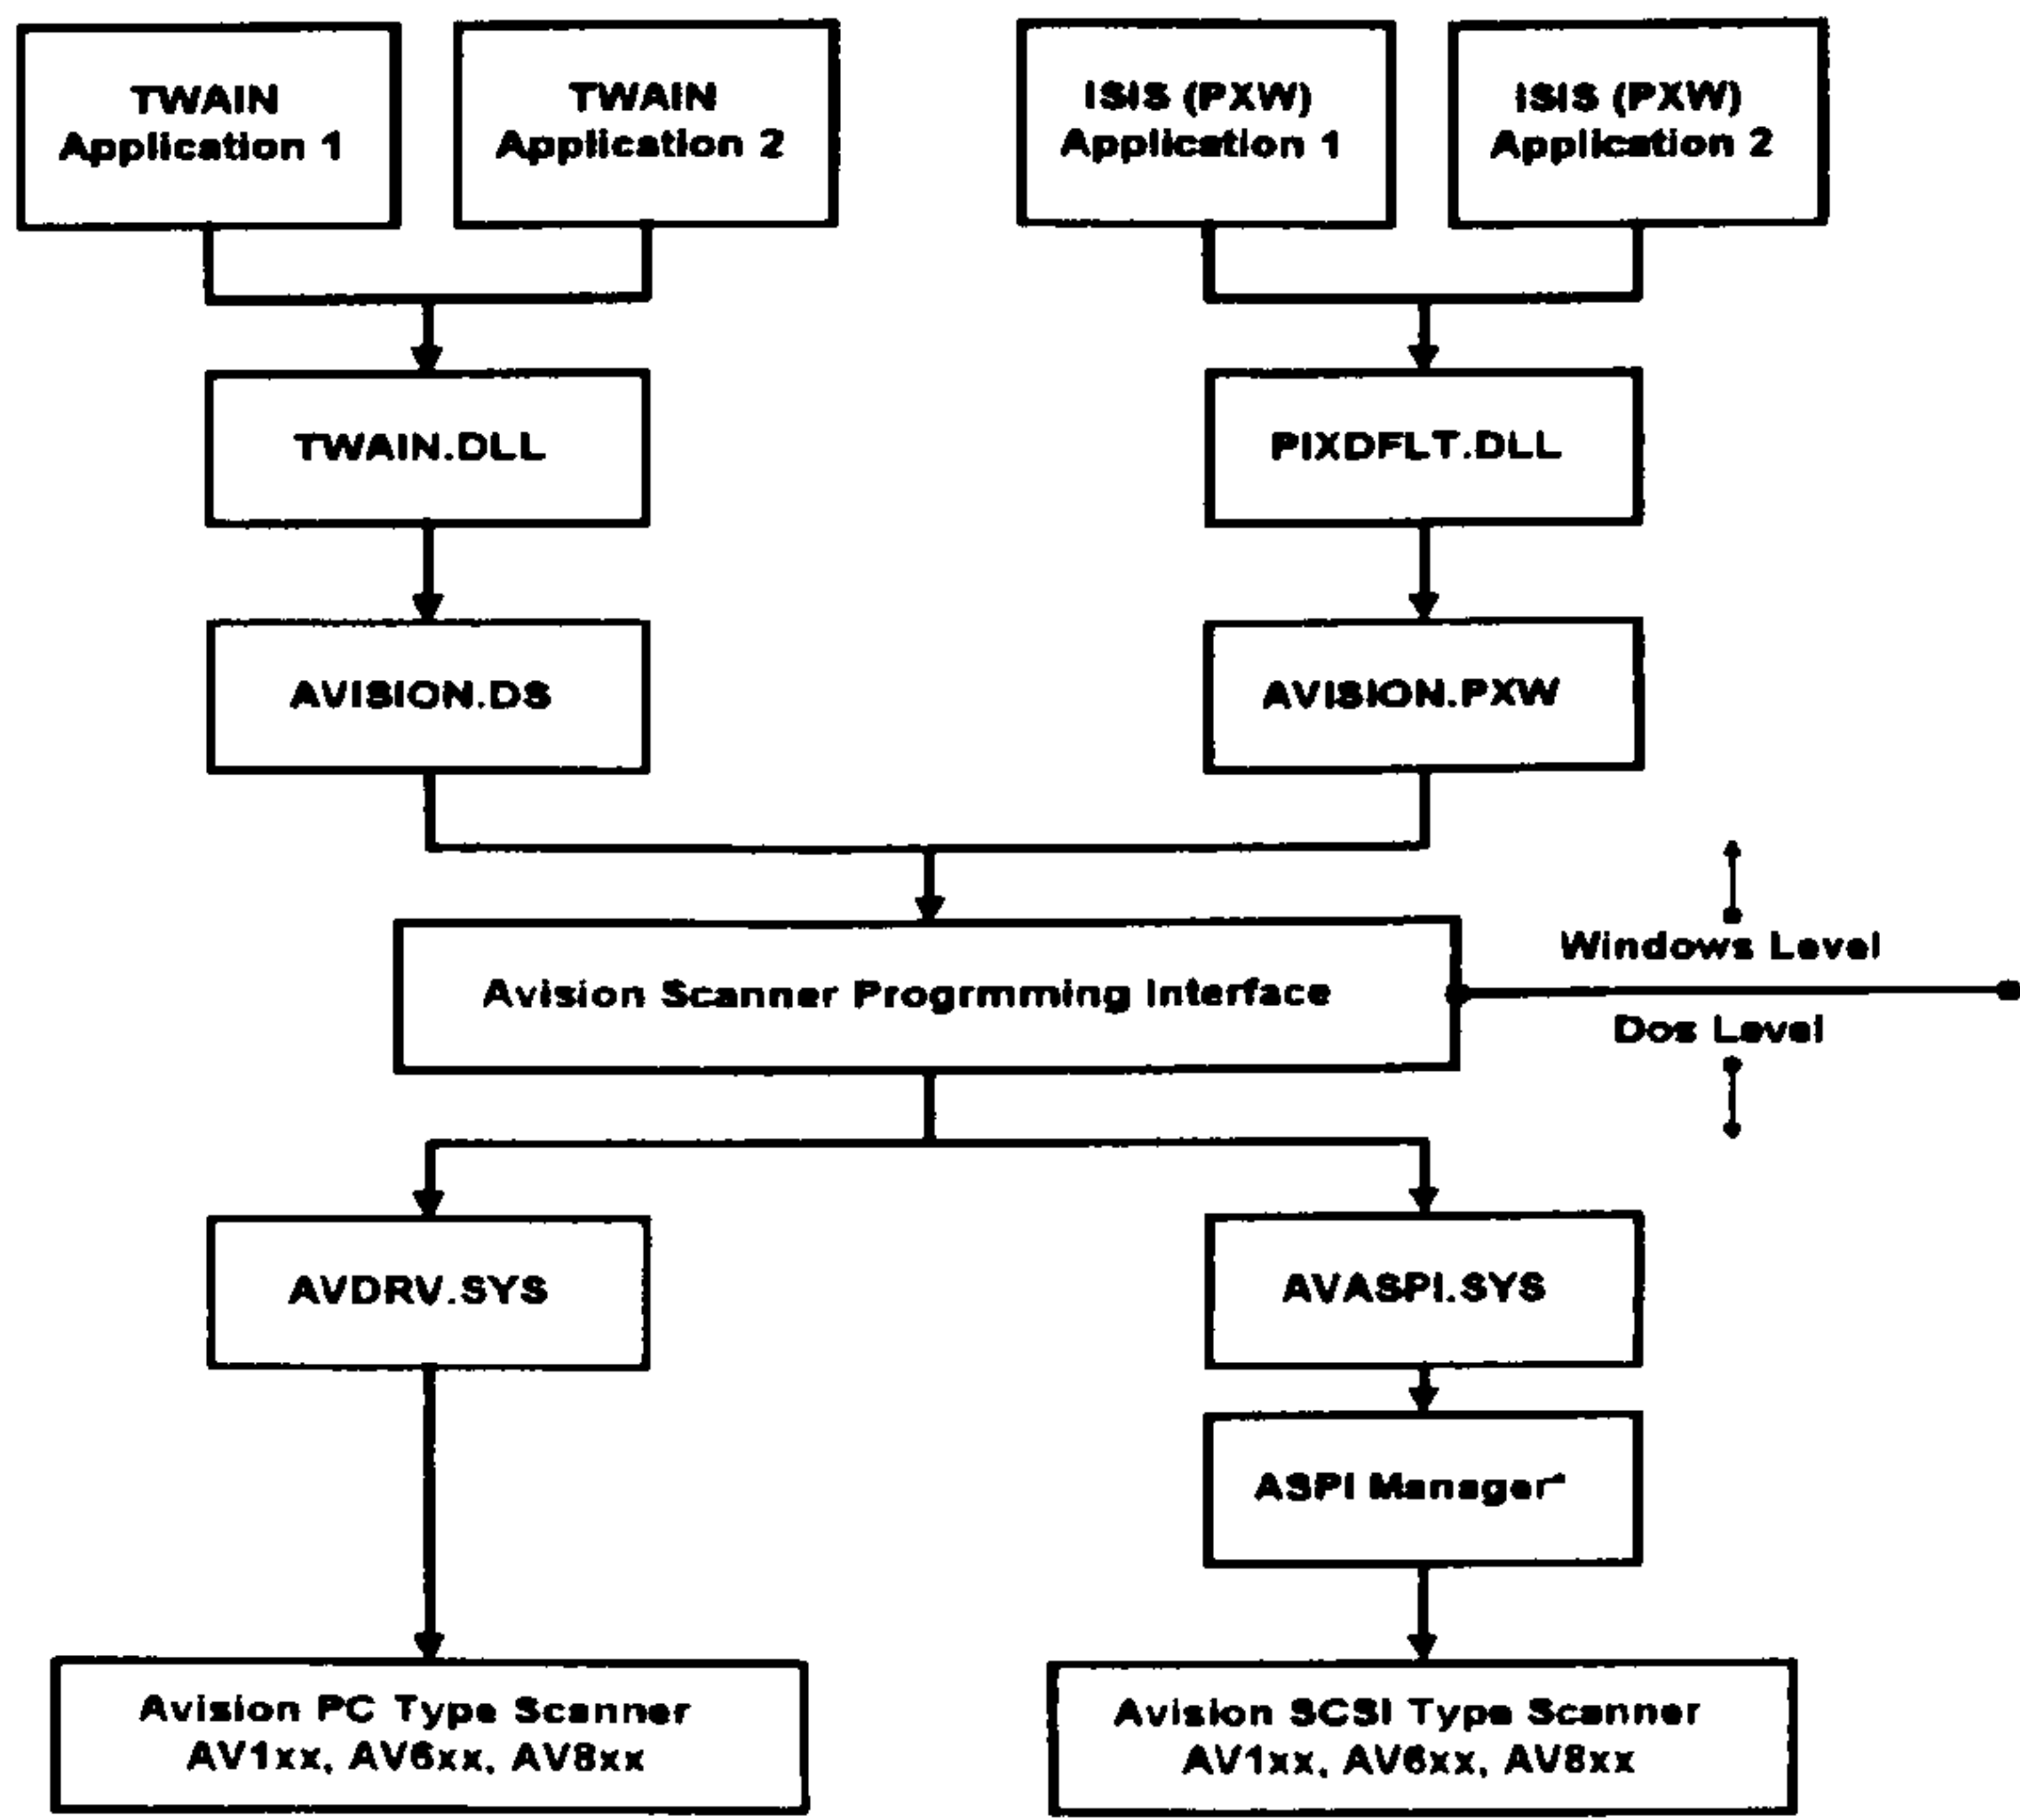 TWAIN
Application 1
TWAIN
Application 2
ISIS (PXW)
Application 1
ISIS (PXW)
Application 2
TWAIN.DLL
PIXDFLT.DLL
AVISION.DS
AVISION.PXW
Windows Level
Avision Scanner Progrmming Interface
Dos Level
AVDRV.SYS
AVASPI.SYS
ASPI Manager*
Avision PC Type Scanner
AV1xx, AV6xx, AV8xx
Avision SCSI Type Scanner
AV1xx, AV6xx, AV8xx